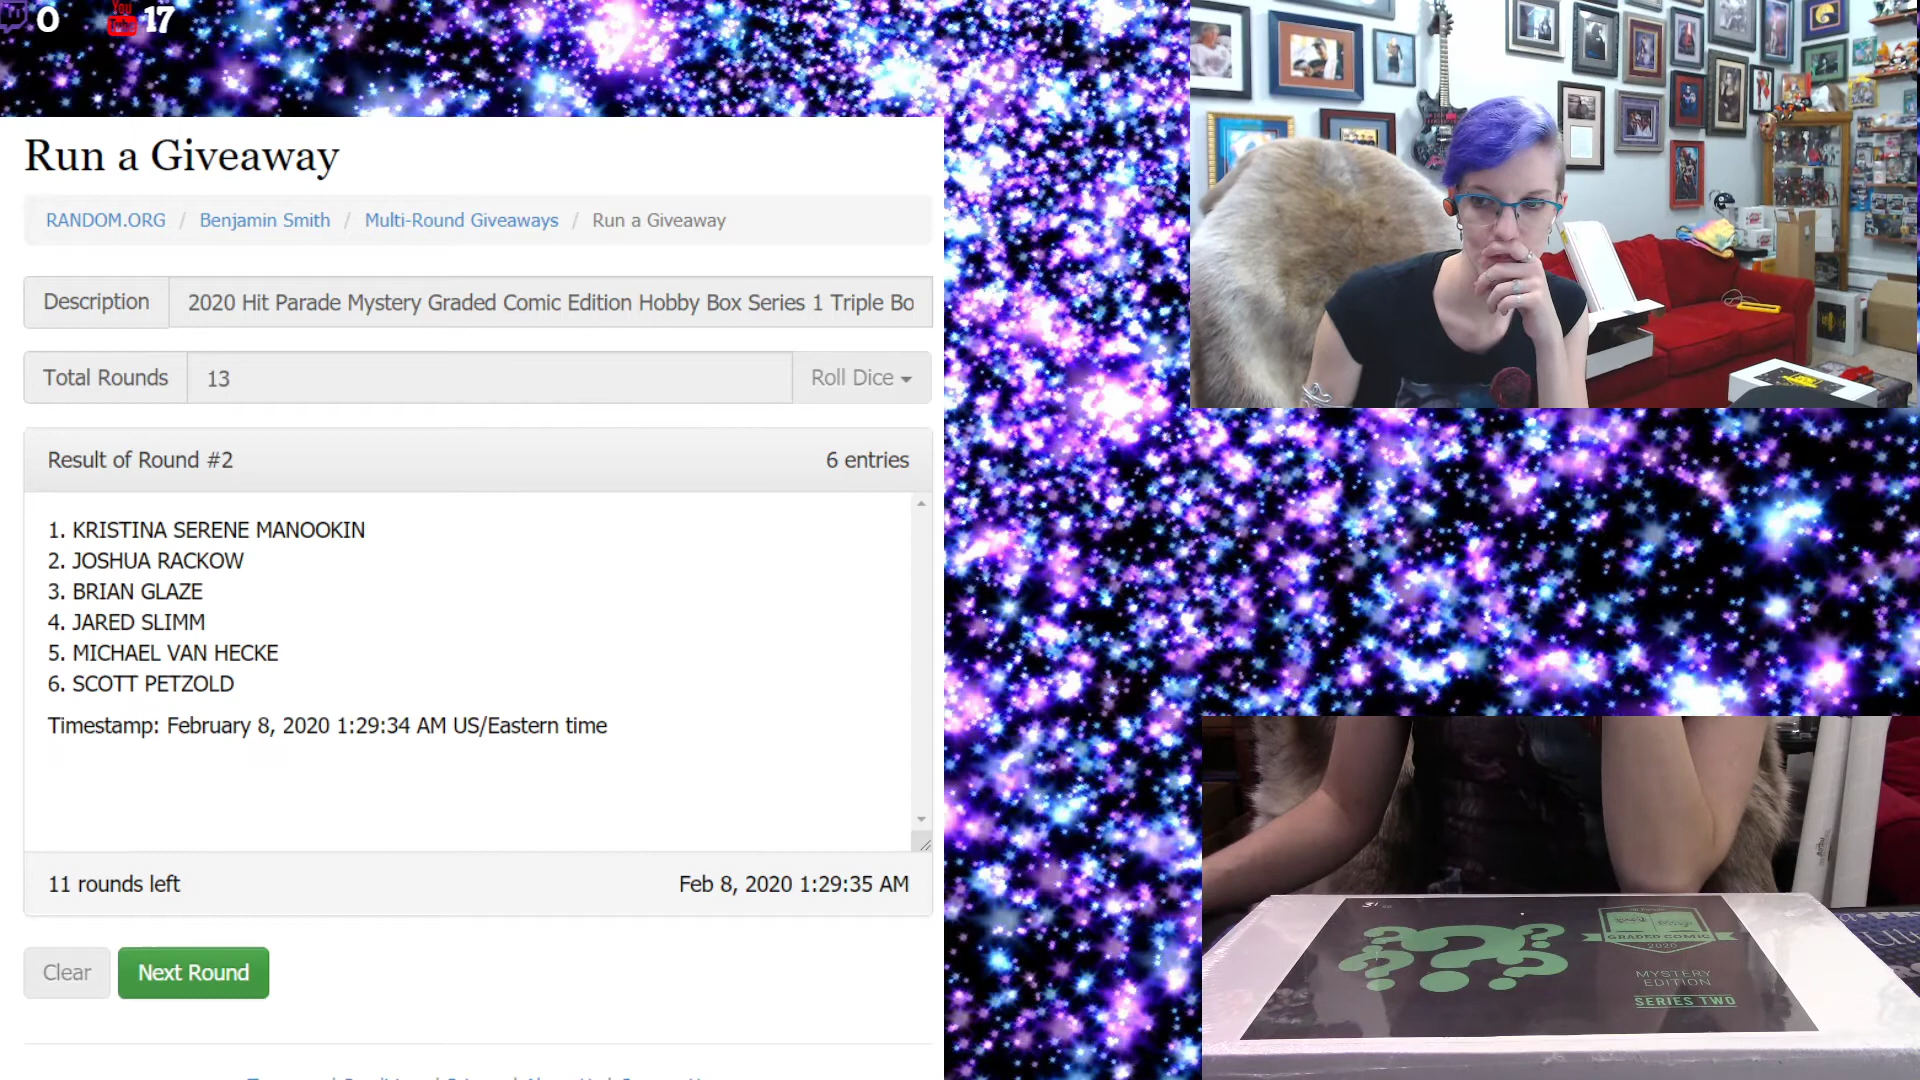 0
You
Tube
17
Run a Giveaway
RANDOM.ORG / Benjamin Smith / Multi-Round Giveaways / Run a Giveaway
Description 2020 Hit Parade Mystery Graded Comic Edition Hobby Box Series 1 Triple Bo
Total Rounds 13 Roll Dice
Result of Round #2 6 entries
1. KRISTINA SERENE MANOOKIN
2. JOSHUA RACKOW
3. BRIAN GLAZE
4. JARED SLIMM
5. MICHAEL VAN HECKE
6. SCOTT PETZOLD
Timestamp: February 8, 2020 1:29:34 AM US/Eastern time
11 rounds left Feb 8, 2020 1:29:35 AM
Clear Next Round
GRADED COMIC
2020
MYSTERY
EDITION
SERIES TWO